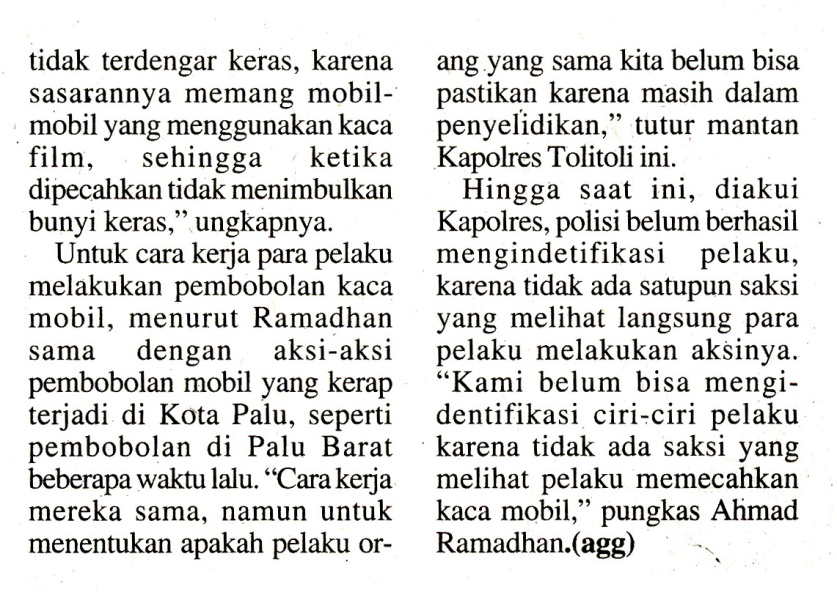 tidak terdengar keras, karena
sasarannya memang mobil-
mobil yang menggunakan kaca
film, sehingga ketika
dipecahkan tidak menimbulkan
bunyi keras,” ungkapnya.
Untuk cara kerja para pelaku
melakukan pembobolan kaca
mobil, menurut Ramadhan
sama dengan aksi-aksi
pembobolan mobil yang kerap
terjadi di Kota Palu, seperti
pembobolan di Palu Barat
beberapa waktu lalu. “Cara kerja
mereka sama, namun untuk
menentukan apakah pelaku or-
ang yang sama kita belum bisa
pastikan karena masih dalam
penyelidikan,” tutur mantan
Kapolres Tolitoli ini.
Hingga saat ini, diakui
Kapolres, polisi belum berhasil
mengindetifikasi pelaku,
karena tidak ada satupun saksi
yang melihat langsung para
pelaku melakukan aksinya.
“Kami belum bisa mengi-
dentifikasi ciri-ciri pelaku
karena tidak ada saksi yang
melihat pelaku memecahkan
kaca mobil,” pungkas Ahmad
Ramadhan.(agg)